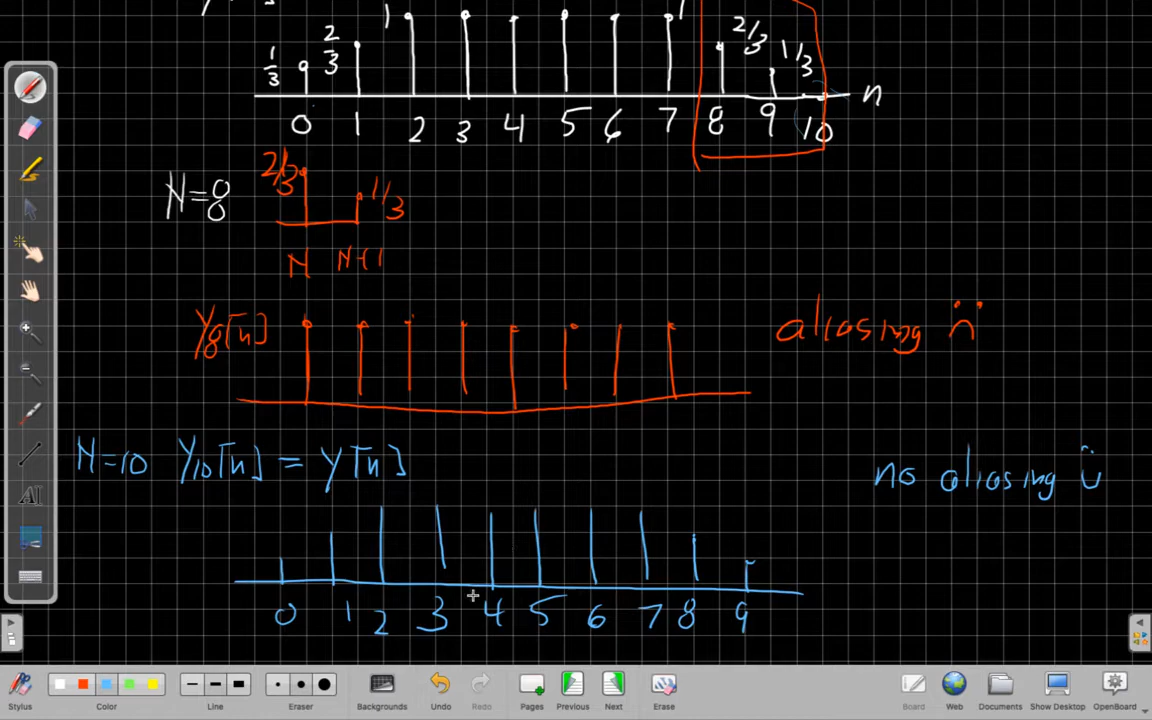 1/3 2/3 1 1 2/3 1/3
n
0 1 2 3 4 5 6 7 8 9 10
N=8
2/3 1/3
N N+1
y8[n]
aliasing
N=10 y10[n] = y[n]
no aliasing
0 1 2 3 4 5 6 7 8 9
Stylus Color Line Eraser Backgrounds Undo Redo Pages Previous Next Erase Board Web Documents Show Desktop OpenBoard